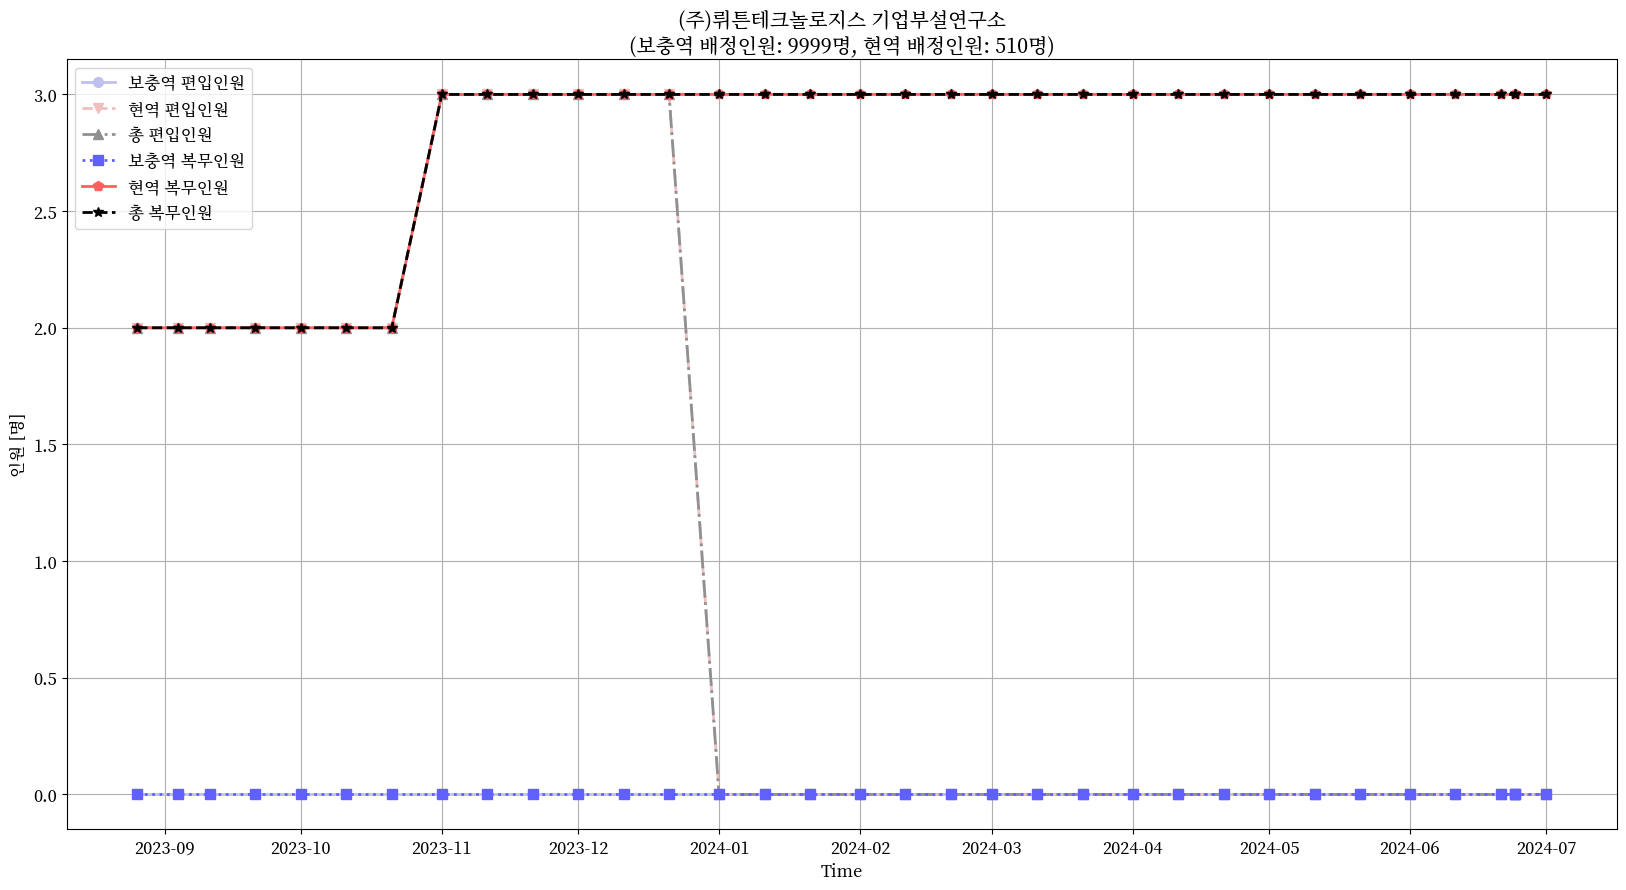 (주)뤼튼테크놀로지스 기업부설연구소
(보충역 배정인원: 9999명, 현역 배정인원: 510명)
보충역 편입인원
현역 편입인원
총 편입인원
보충역 복무인원
현역 복무인원
총 복무인원
인원 [명]
3.0
2.5
2.0
1.5
1.0
0.5
0.0
2023-09 2023-10 2023-11 2023-12 2024-01 2024-02 2024-03 2024-04 2024-05 2024-06 2024-07
Time